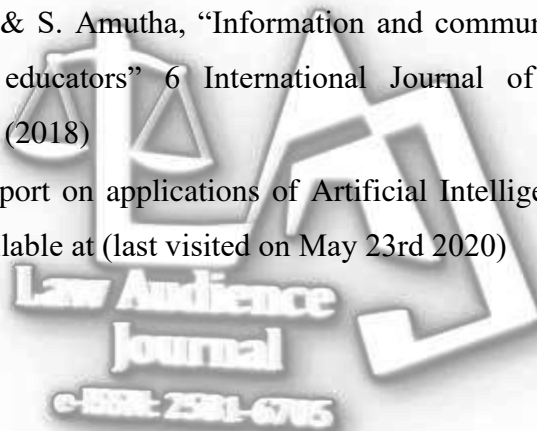 & S. Amutha, “Information and commun
educators” 6 International Journal of
(2018)
port on applications of Artificial Intellige
lable at (last visited on May 23rd 2020)
Law Audience
Journal
e-ISSN: 2581-6705